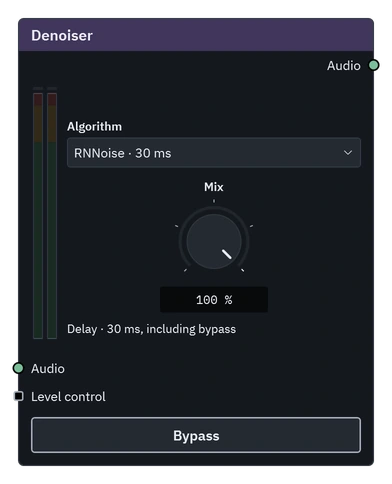 Denoiser
Audio
Algorithm
RNNoise · 30 ms
Mix
100 %
Delay · 30 ms, including bypass
Audio
Level control
Bypass